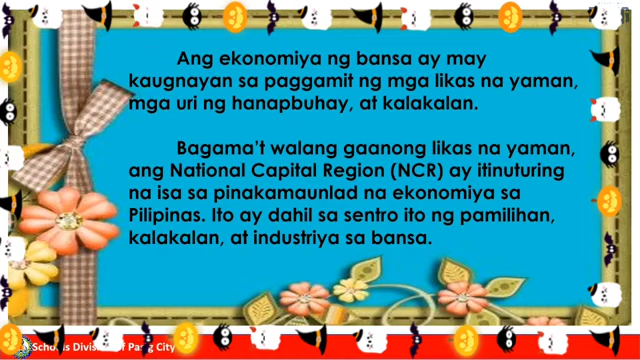 Ang ekonomiya ng bansa ay may
kaugnayan sa paggamit ng mga likas na yaman,
mga uri ng hanapbuhay, at kalakalan.
Bagama't walang gaanong likas na yaman,
ang National Capital Region (NCR) ay itinuturing
na isa sa pinakamaunlad na ekonomiya sa
Pilipinas. Ito ay dahil sa sentro ito ng pamilihan,
kalakalan, at industriya sa bansa.
City